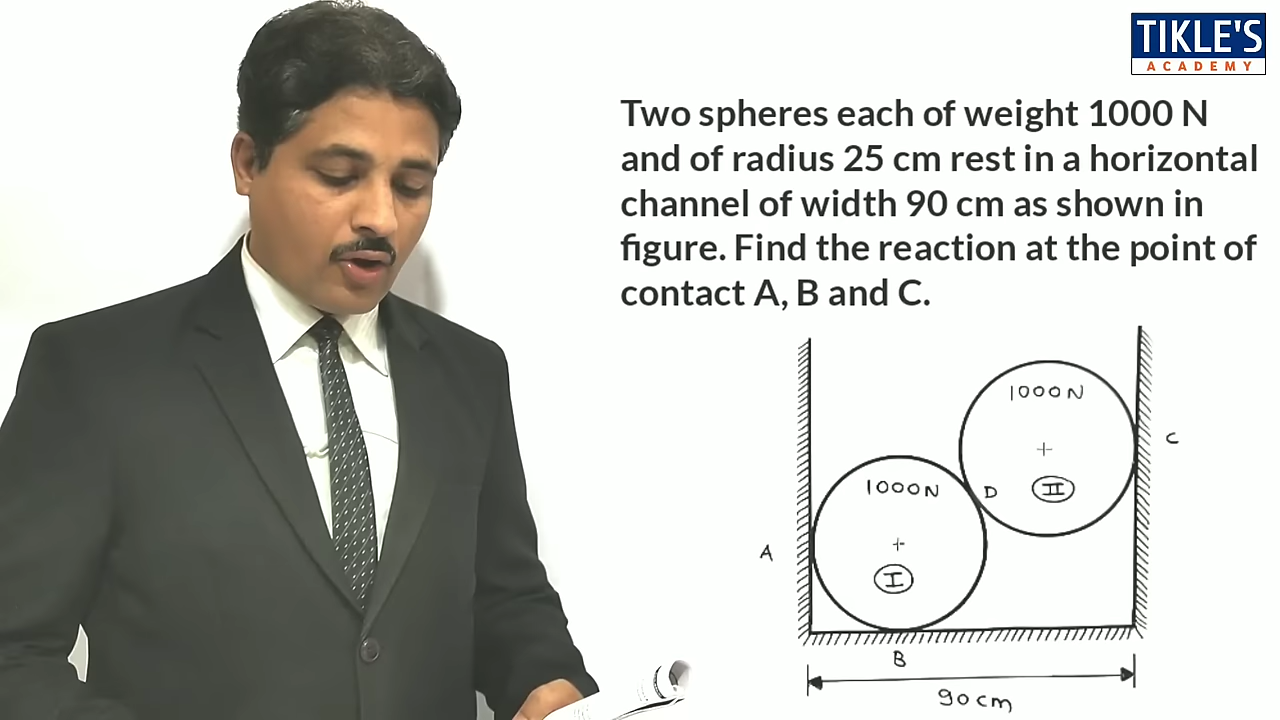 TIKLE'S
ACADEMY
Two spheres each of weight 1000 N
and of radius 25 cm rest in a horizontal
channel of width 90 cm as shown in
figure. Find the reaction at the point of
contact A, B and C.
1000N
C
1000N
D
II
A
I
B
90cm